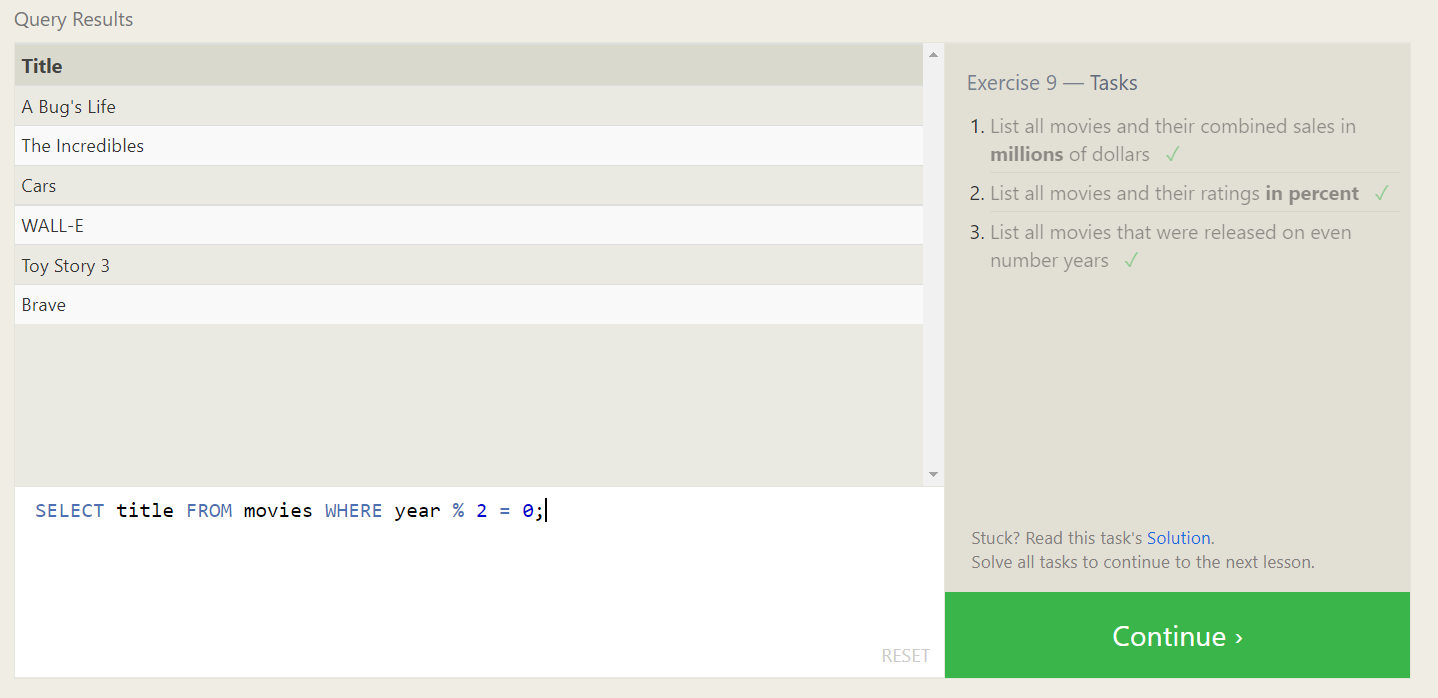 Query Results
Title
A Bug's Life
The Incredibles
Cars
WALL-E
Toy Story 3
Brave
SELECT title FROM movies WHERE year % 2 = 0;
RESET
Exercise 9 — Tasks
1. List all movies and their combined sales in
millions of dollars ✓
2. List all movies and their ratings in percent ✓
3. List all movies that were released on even
number years ✓
Stuck? Read this task's Solution.
Solve all tasks to continue to the next lesson.
Continue ›